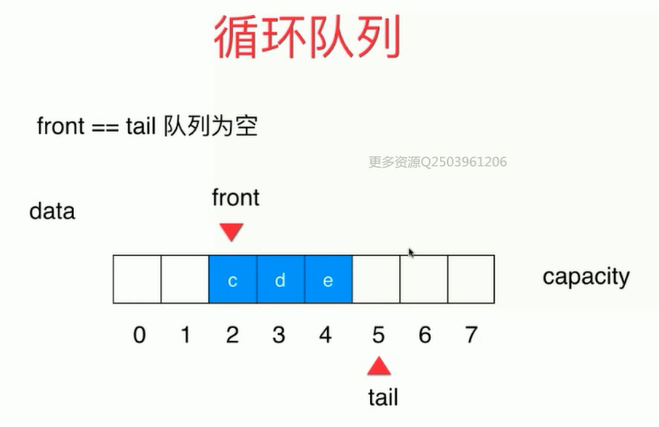 循环队列
front == tail 队列为空
更多资源Q2503961206
front
data
c d e
capacity
0 1 2 3 4 5 6 7
tail